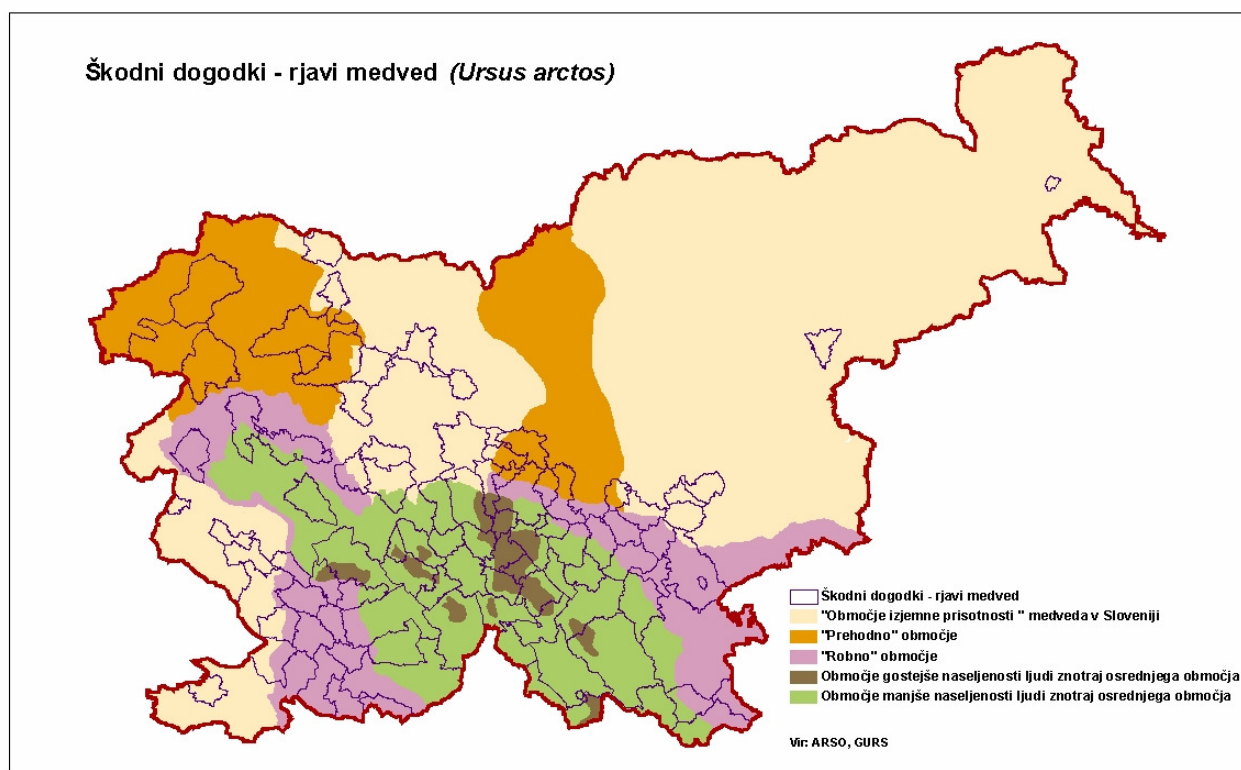 Škodni dogodki - rjavi medved (Ursus arctos)
Škodni dogodki - rjavi medved
"Območje izjemne prisotnosti " medveda v Sloveniji
"Prehodno" območje
"Robno" območje
Območje gostejše naseljenosti ljudi znotraj osrednjega območja
Območje manjše naseljenosti ljudi znotraj osrednjega območja
Vir: ARSO, GURS